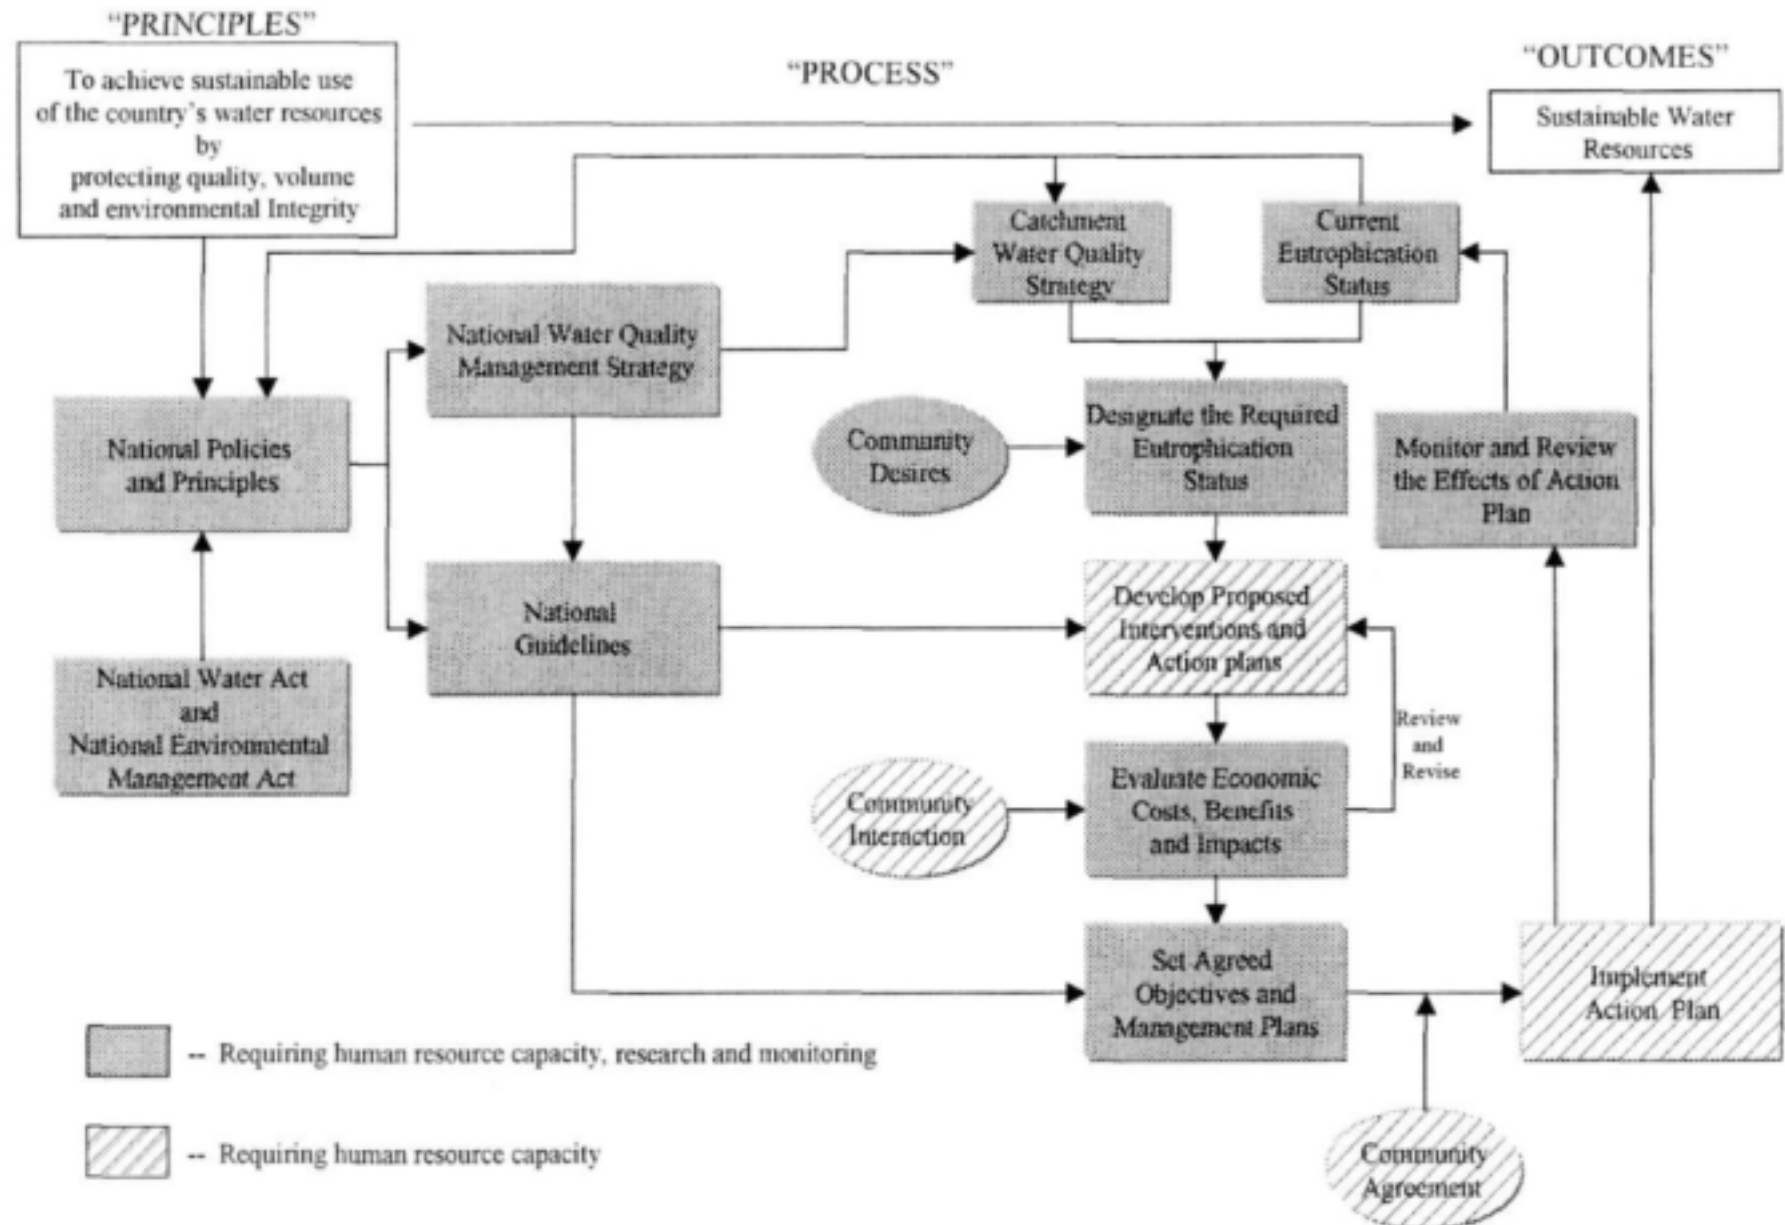 “PRINCIPLES”
To achieve sustainable use
of the country’s water resources
by
protecting quality, volume
and environmental Integrity
“PROCESS”
“OUTCOMES”
Sustainable Water
Resources
Catchment
Water Quality
Strategy
Current
Eutrophication
Status
National Water Quality
Management Strategy
National Policies
and Principles
Community
Desires
Designate the Required
Eutrophication
Status
Monitor and Review
the Effects of Action
Plan
National
Guidelines
Develop Proposed
Interventions and
Action plans
National Water Act
and
National Environmental
Management Act
Review
and
Revise
Community
Interaction
Evaluate Economic
Costs, Benefits
and Impacts
Set Agreed
Objectives and
Management Plans
Implement
Action Plan
-- Requiring human resource capacity, research and monitoring
-- Requiring human resource capacity
Community
Agreement